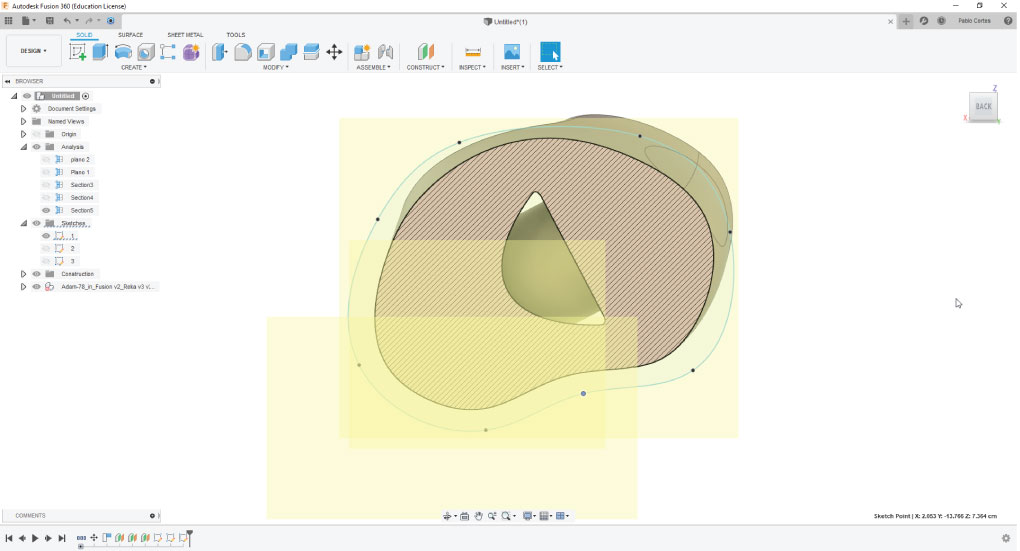 Autodesk Fusion 360 (Education License)
Untitled*(1)
Pablo Cortes
SOLID SURFACE SHEET METAL TOOLS
DESIGN
CREATE MODIFY ASSEMBLE CONSTRUCT INSPECT INSERT SELECT
BROWSER
Untitled
Document Settings
Named Views
Origin
Analysis
plano 2
Plano 1
Section3
Section4
Section5
Sketches
1
2
3
Construction
Adam-78_in_Fusion v2_Reka v3 v...
Z
BACK
X
COMMENTS
Sketch Point | X: 2.053 Y: -13.766 Z: 7.364 cm